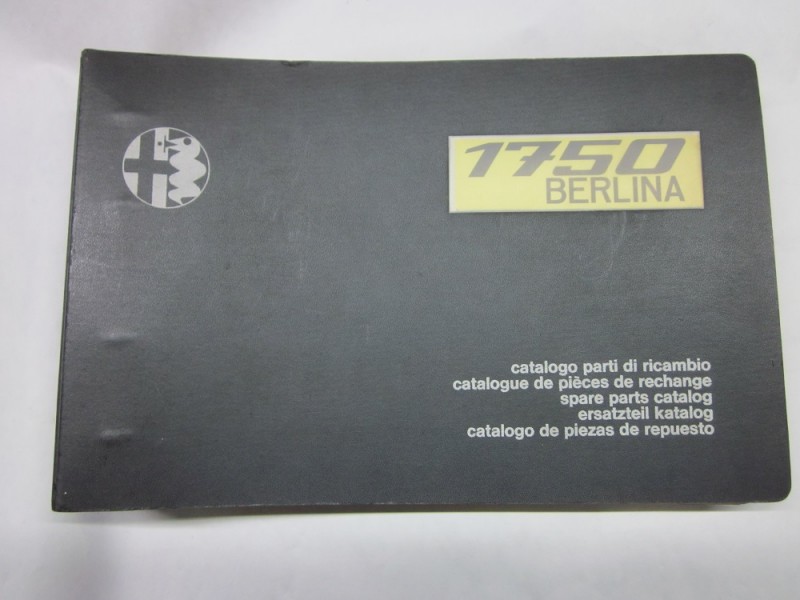 1750
BERLINA
catalogo parti di ricambio
catalogue de pièces de rechange
spare parts catalog
ersatzteil katalog
catalogo de piezas de repuesto